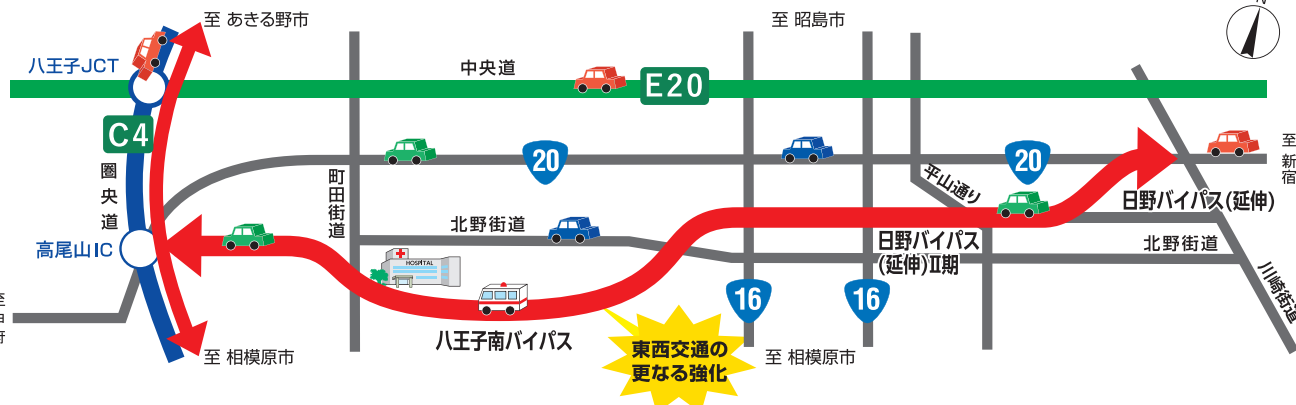 至 あきる野市
至 昭島市
N
八王子JCT
中央道
E20
C4
圏央道
町田街道
20
20
平山通り
至 新宿
日野バイパス(延伸)
北野街道
高尾山IC
HOSPITAL
日野バイパス
(延伸)Ⅱ期
北野街道
川崎街道
16
16
八王子南バイパス
東西交通の
更なる強化
至 相模原市
至 相模原市